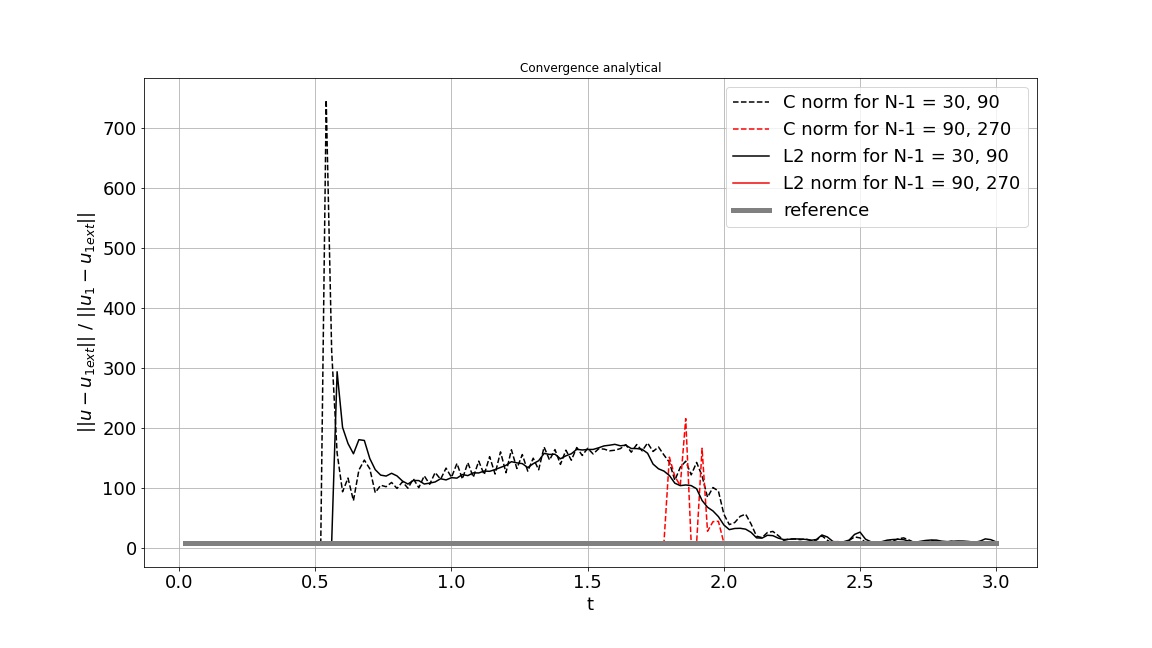 Convergence analytical
C norm for N-1 = 30, 90
C norm for N-1 = 90, 270
L2 norm for N-1 = 30, 90
L2 norm for N-1 = 90, 270
reference
||u − u1ext|| / ||u1 − u1ext||
700
600
500
400
300
200
100
0
0.0 0.5 1.0 1.5 2.0 2.5 3.0
t